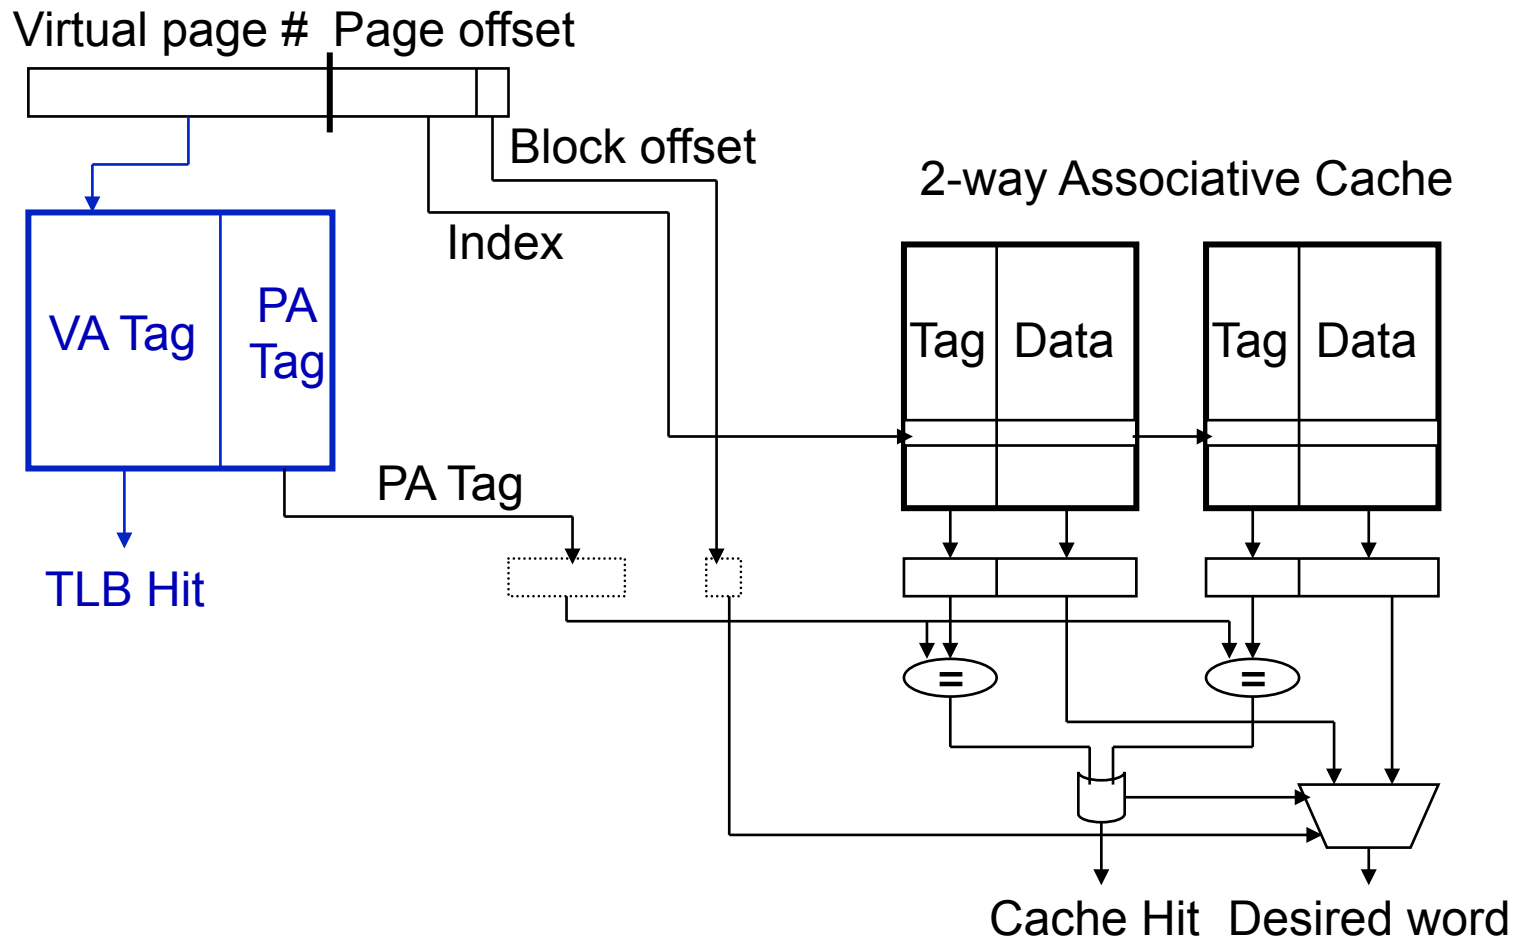 Virtual page # Page offset
Block offset
2-way Associative Cache
Index
VA Tag
PA
Tag
Tag Data
Tag Data
PA Tag
TLB Hit
=
=
Cache Hit Desired word